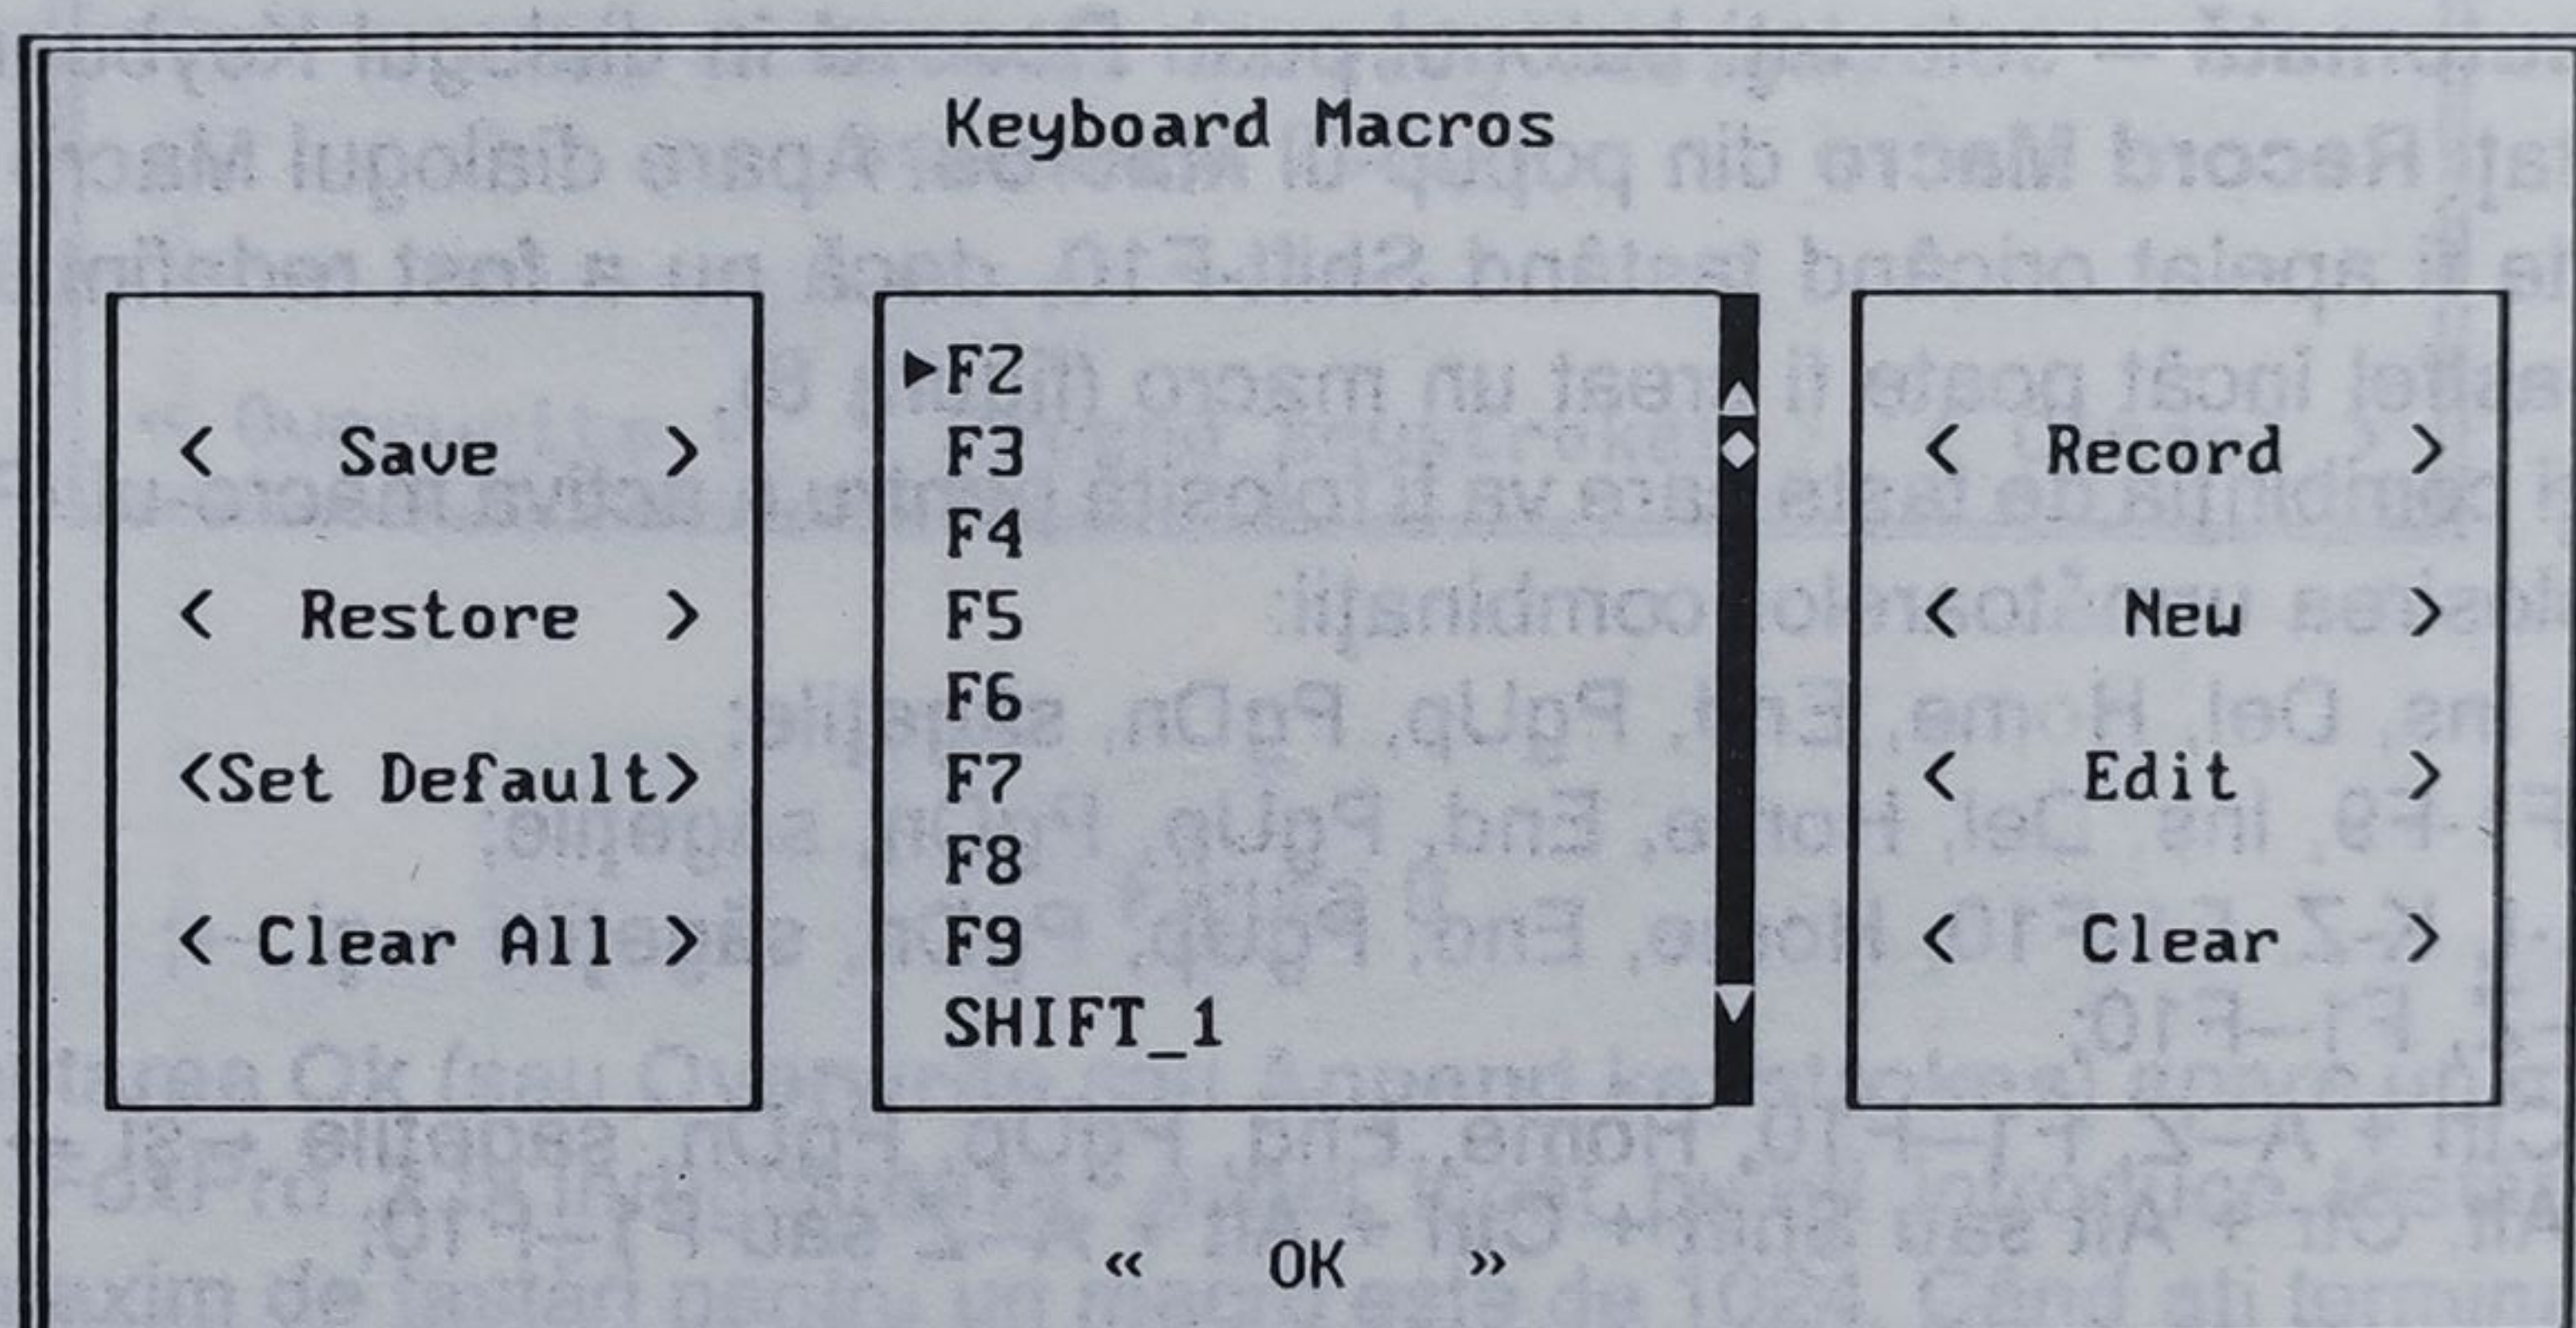 Keyboard Macros
< Save >
< Restore >
<Set Default>
< Clear All >
►F2
F3
F4
F5
F6
F7
F8
F9
SHIFT_1
< Record >
< New >
< Edit >
< Clear >
« OK »